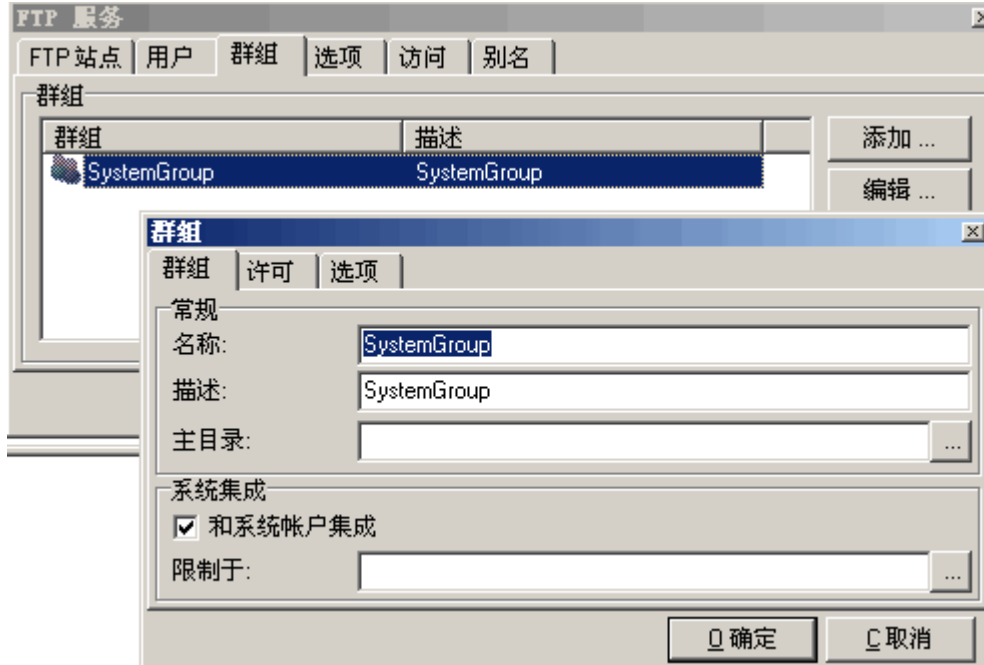 FTP 服务
FTP站点 用户 群组 选项 访问 别名
群组
群组 描述 添加 ...
SystemGroup SystemGroup
编辑 ...
群组
群组 许可 选项
常规
名称: SystemGroup
描述: SystemGroup
主目录: ...
系统集成
和系统帐户集成
限制于: ...
O 确定 C 取消